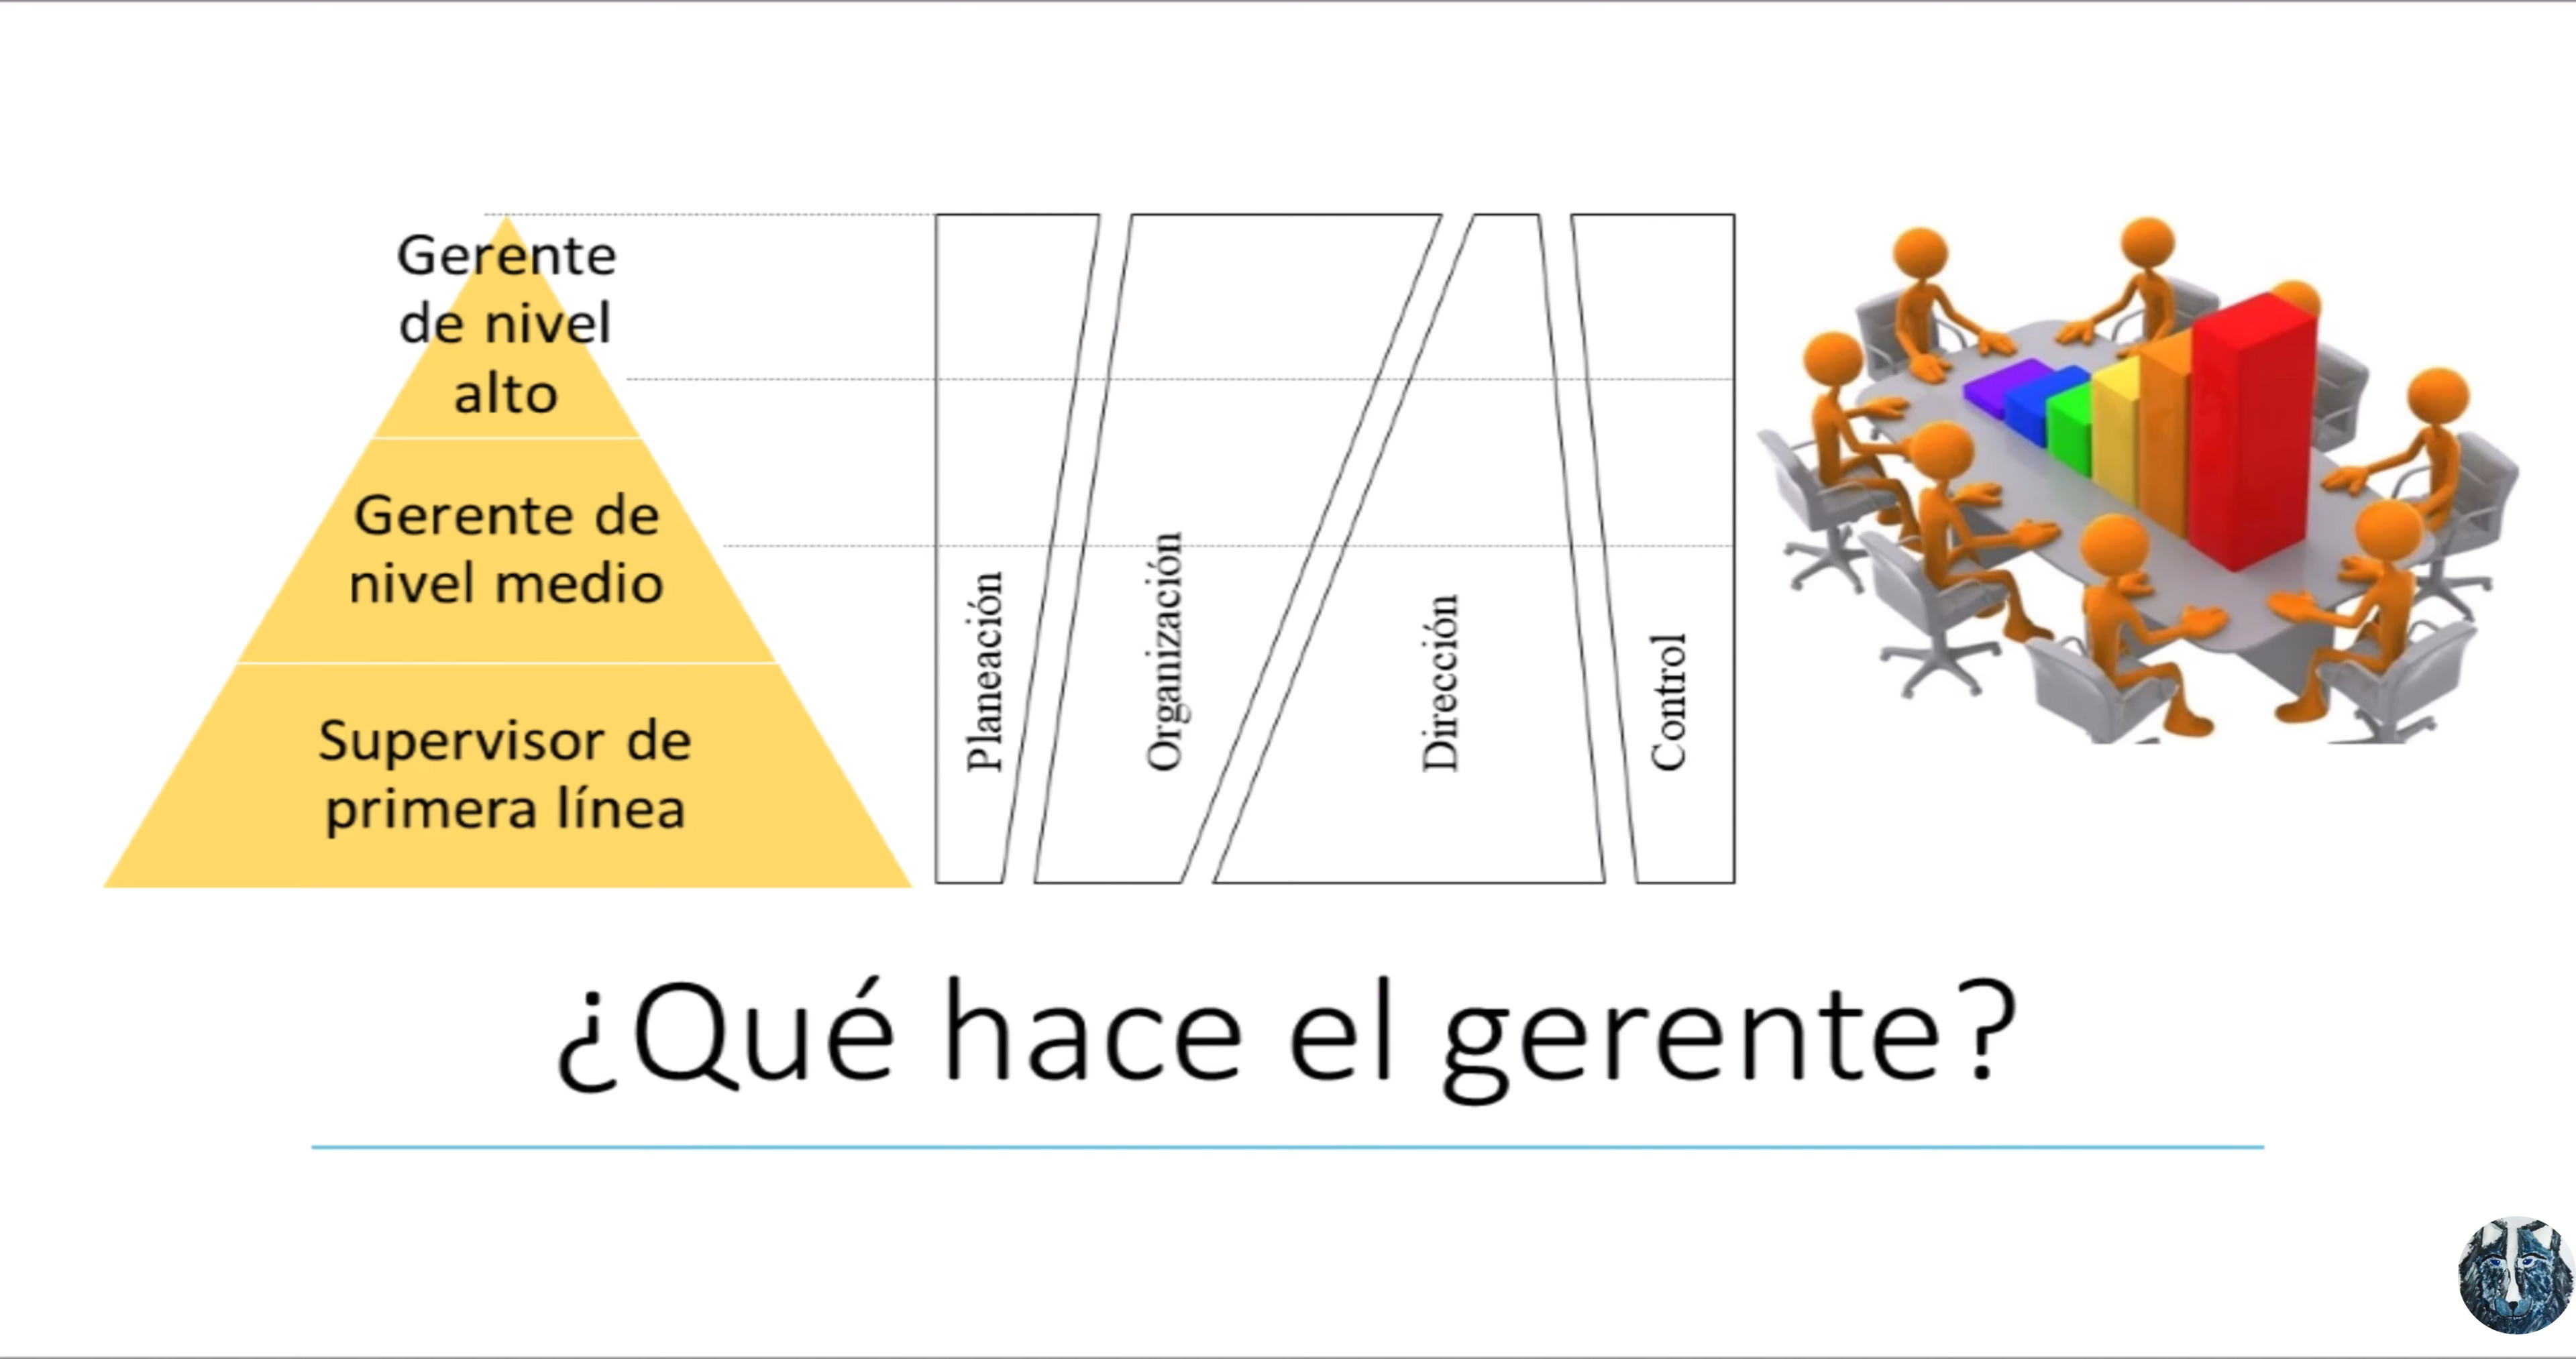 Gerente
de nivel
alto
Gerente de
nivel medio
Supervisor de
primera línea
Planeación
Organización
Dirección
Control
¿Qué hace el gerente?